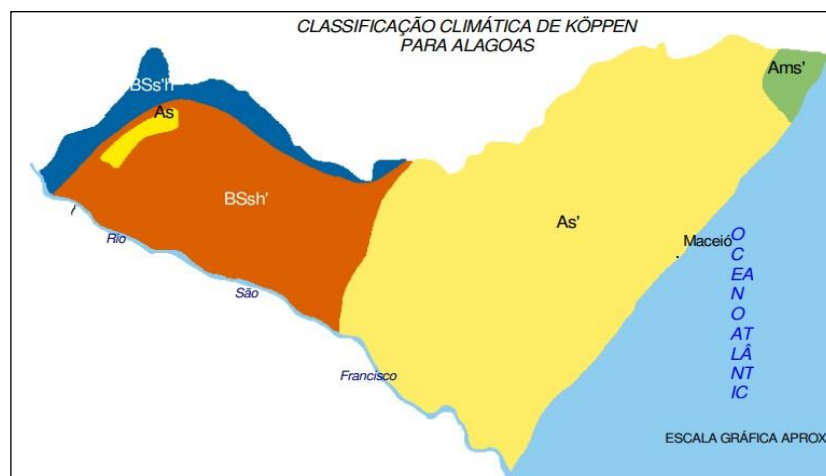 CLASSIFICAÇÃO CLIMÁTICA DE KÖPPEN
PARA ALAGOAS
Ams'
BSs'h
As
BSsh'
As'
Maceió
O
C
EA
N
O
AT
LÂ
NT
IC
Rio
São
Francisco
ESCALA GRÁFICA APROX